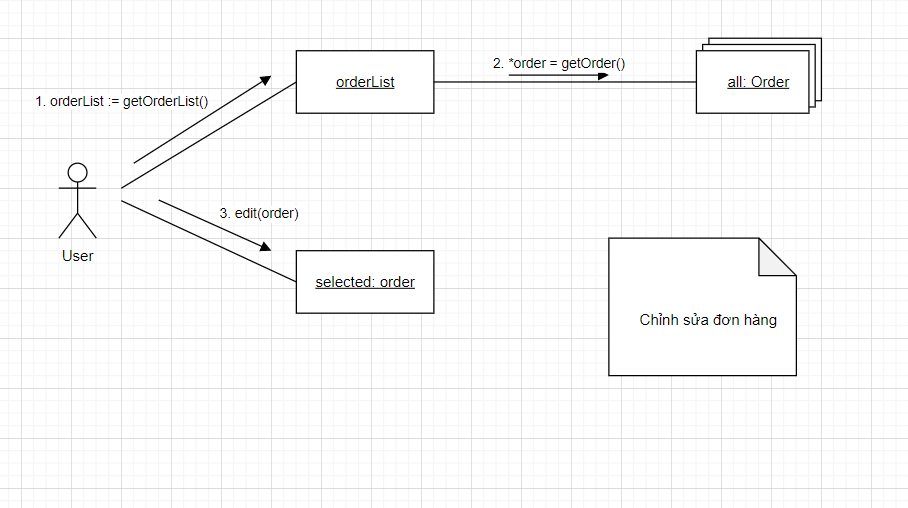 2. *order = getOrder()
orderList
all: Order
1. orderList := getOrderList()
3. edit(order)
User
selected: order
Chỉnh sửa đơn hàng